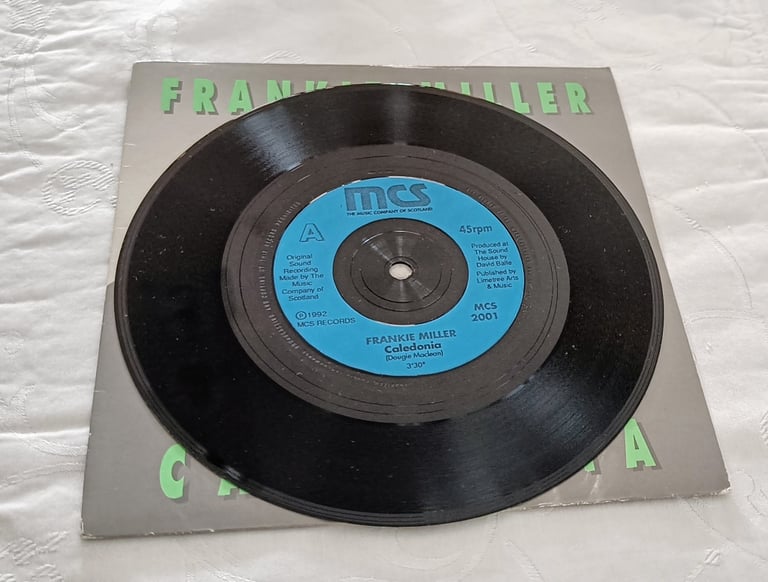 FRANKIE MILLER
mcs
THE MUSIC COMPANY OF SCOTLAND
A
45rpm
Original
Sound
Recording
Made by The
Music
Company of
Scotland
℗1992
MCS RECORDS
Produced at
The Sound
House by
David Balfe
Published by
Limetree Arts
& Music
MCS
2001
FRANKIE MILLER
Caledonia
(Dougie Maclean)
3'30"
CA A